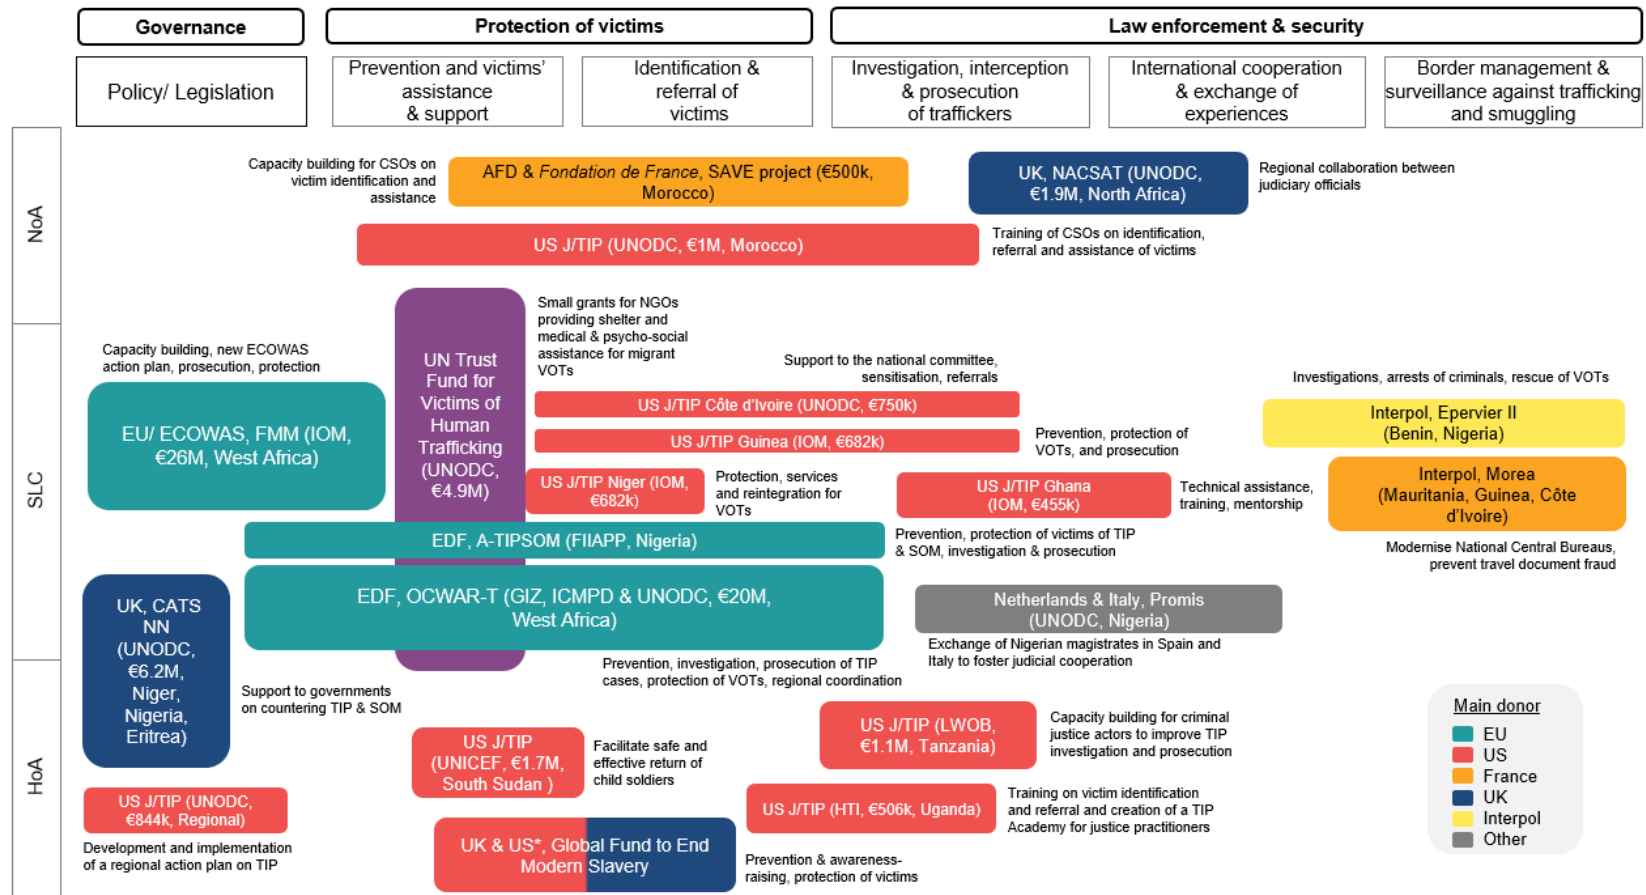 Governance
Protection of victims
Law enforcement & security
Policy/ Legislation
Prevention and victims'
assistance
& support
Identification &
referral of
victims
Investigation, interception
& prosecution
of traffickers
International cooperation
& exchange of
experiences
Border management &
surveillance against trafficking
and smuggling
NoA
Capacity building for CSOs on
victim identification and
assistance
AFD & Fondation de France, SAVE project (€500k,
Morocco)
UK, NACSAT (UNODC,
€1.9M, North Africa)
Regional collaboration between
judiciary officials
US J/TIP (UNODC, €1M, Morocco)
Training of CSOs on identification,
referral and assistance of victims
SLC
UN Trust
Fund for
Victims of
Human
Trafficking
(UNODC,
€4.9M)
Small grants for NGOs
providing shelter and
medical & psycho-social
assistance for migrant
VOTs
Capacity building, new ECOWAS
action plan, prosecution, protection
EU/ ECOWAS, FMM (IOM,
€26M, West Africa)
Support to the national committee,
sensitisation, referrals
US J/TIP Côte d'Ivoire (UNODC, €750k)
US J/TIP Guinea (IOM, €682k)
Prevention, protection of
VOTs, and prosecution
Investigations, arrests of criminals, rescue of VOTs
Interpol, Epervier II
(Benin, Nigeria)
US J/TIP Niger (IOM,
€682k)
Protection, services
and reintegration for
VOTs
US J/TIP Ghana
(IOM, €455k)
Technical assistance,
training, mentorship
Interpol, Morea
(Mauritania, Guinea, Côte
d'Ivoire)
Modernise National Central Bureaus,
prevent travel document fraud
EDF, A-TIPSOM (FIIAPP, Nigeria)
Prevention, protection of victims of TIP
& SOM, investigation & prosecution
EDF, OCWAR-T (GIZ, ICMPD & UNODC, €20M,
West Africa)
Prevention, investigation, prosecution of TIP
cases, protection of VOTs, regional coordination
Netherlands & Italy, Promis
(UNODC, Nigeria)
Exchange of Nigerian magistrates in Spain and
Italy to foster judicial cooperation
UK, CATS
NN
(UNODC,
€6.2M,
Niger,
Nigeria,
Eritrea)
Support to governments
on countering TIP & SOM
HoA
US J/TIP
(UNICEF, €1.7M,
South Sudan )
Facilitate safe and
effective return of
child soldiers
US J/TIP (LWOB,
€1.1M, Tanzania)
Capacity building for criminal
justice actors to improve TIP
investigation and prosecution
US J/TIP (UNODC,
€844k, Regional)
Development and implementation
of a regional action plan on TIP
US J/TIP (HTI, €506k, Uganda)
Training on victim identification
and referral and creation of a TIP
Academy for justice practitioners
UK & US*, Global Fund to End
Modern Slavery
Prevention & awareness-
raising, protection of victims
Main donor
EU
US
France
UK
Interpol
Other